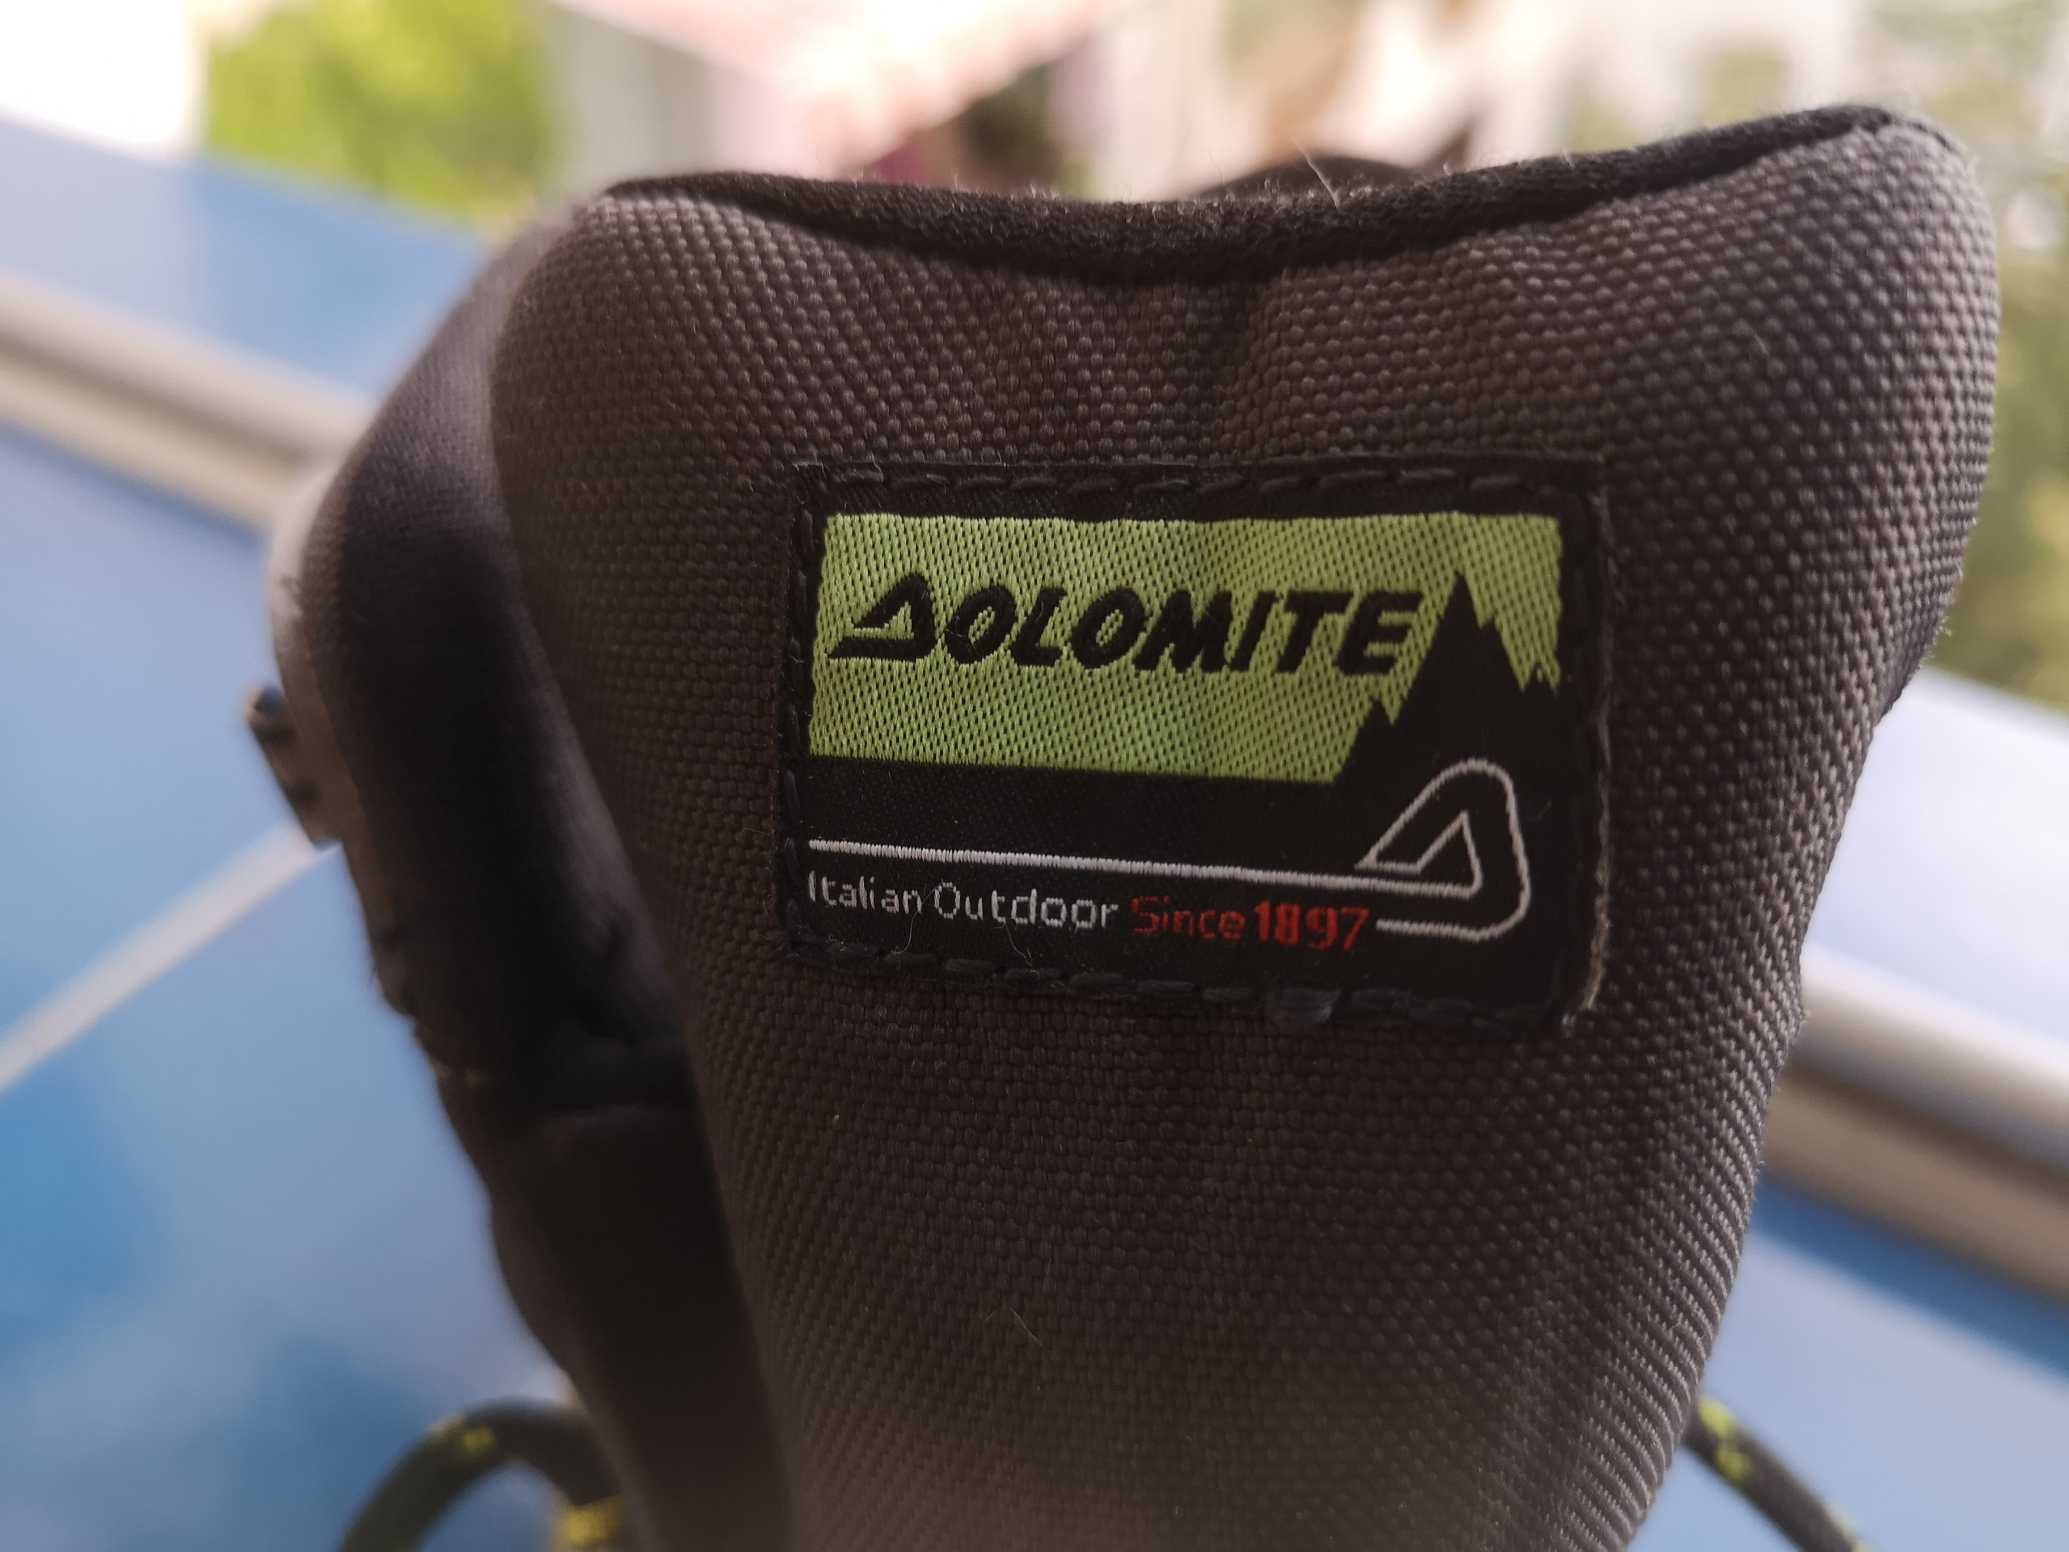 DOLOMITE
Italian Outdoor Since 1897